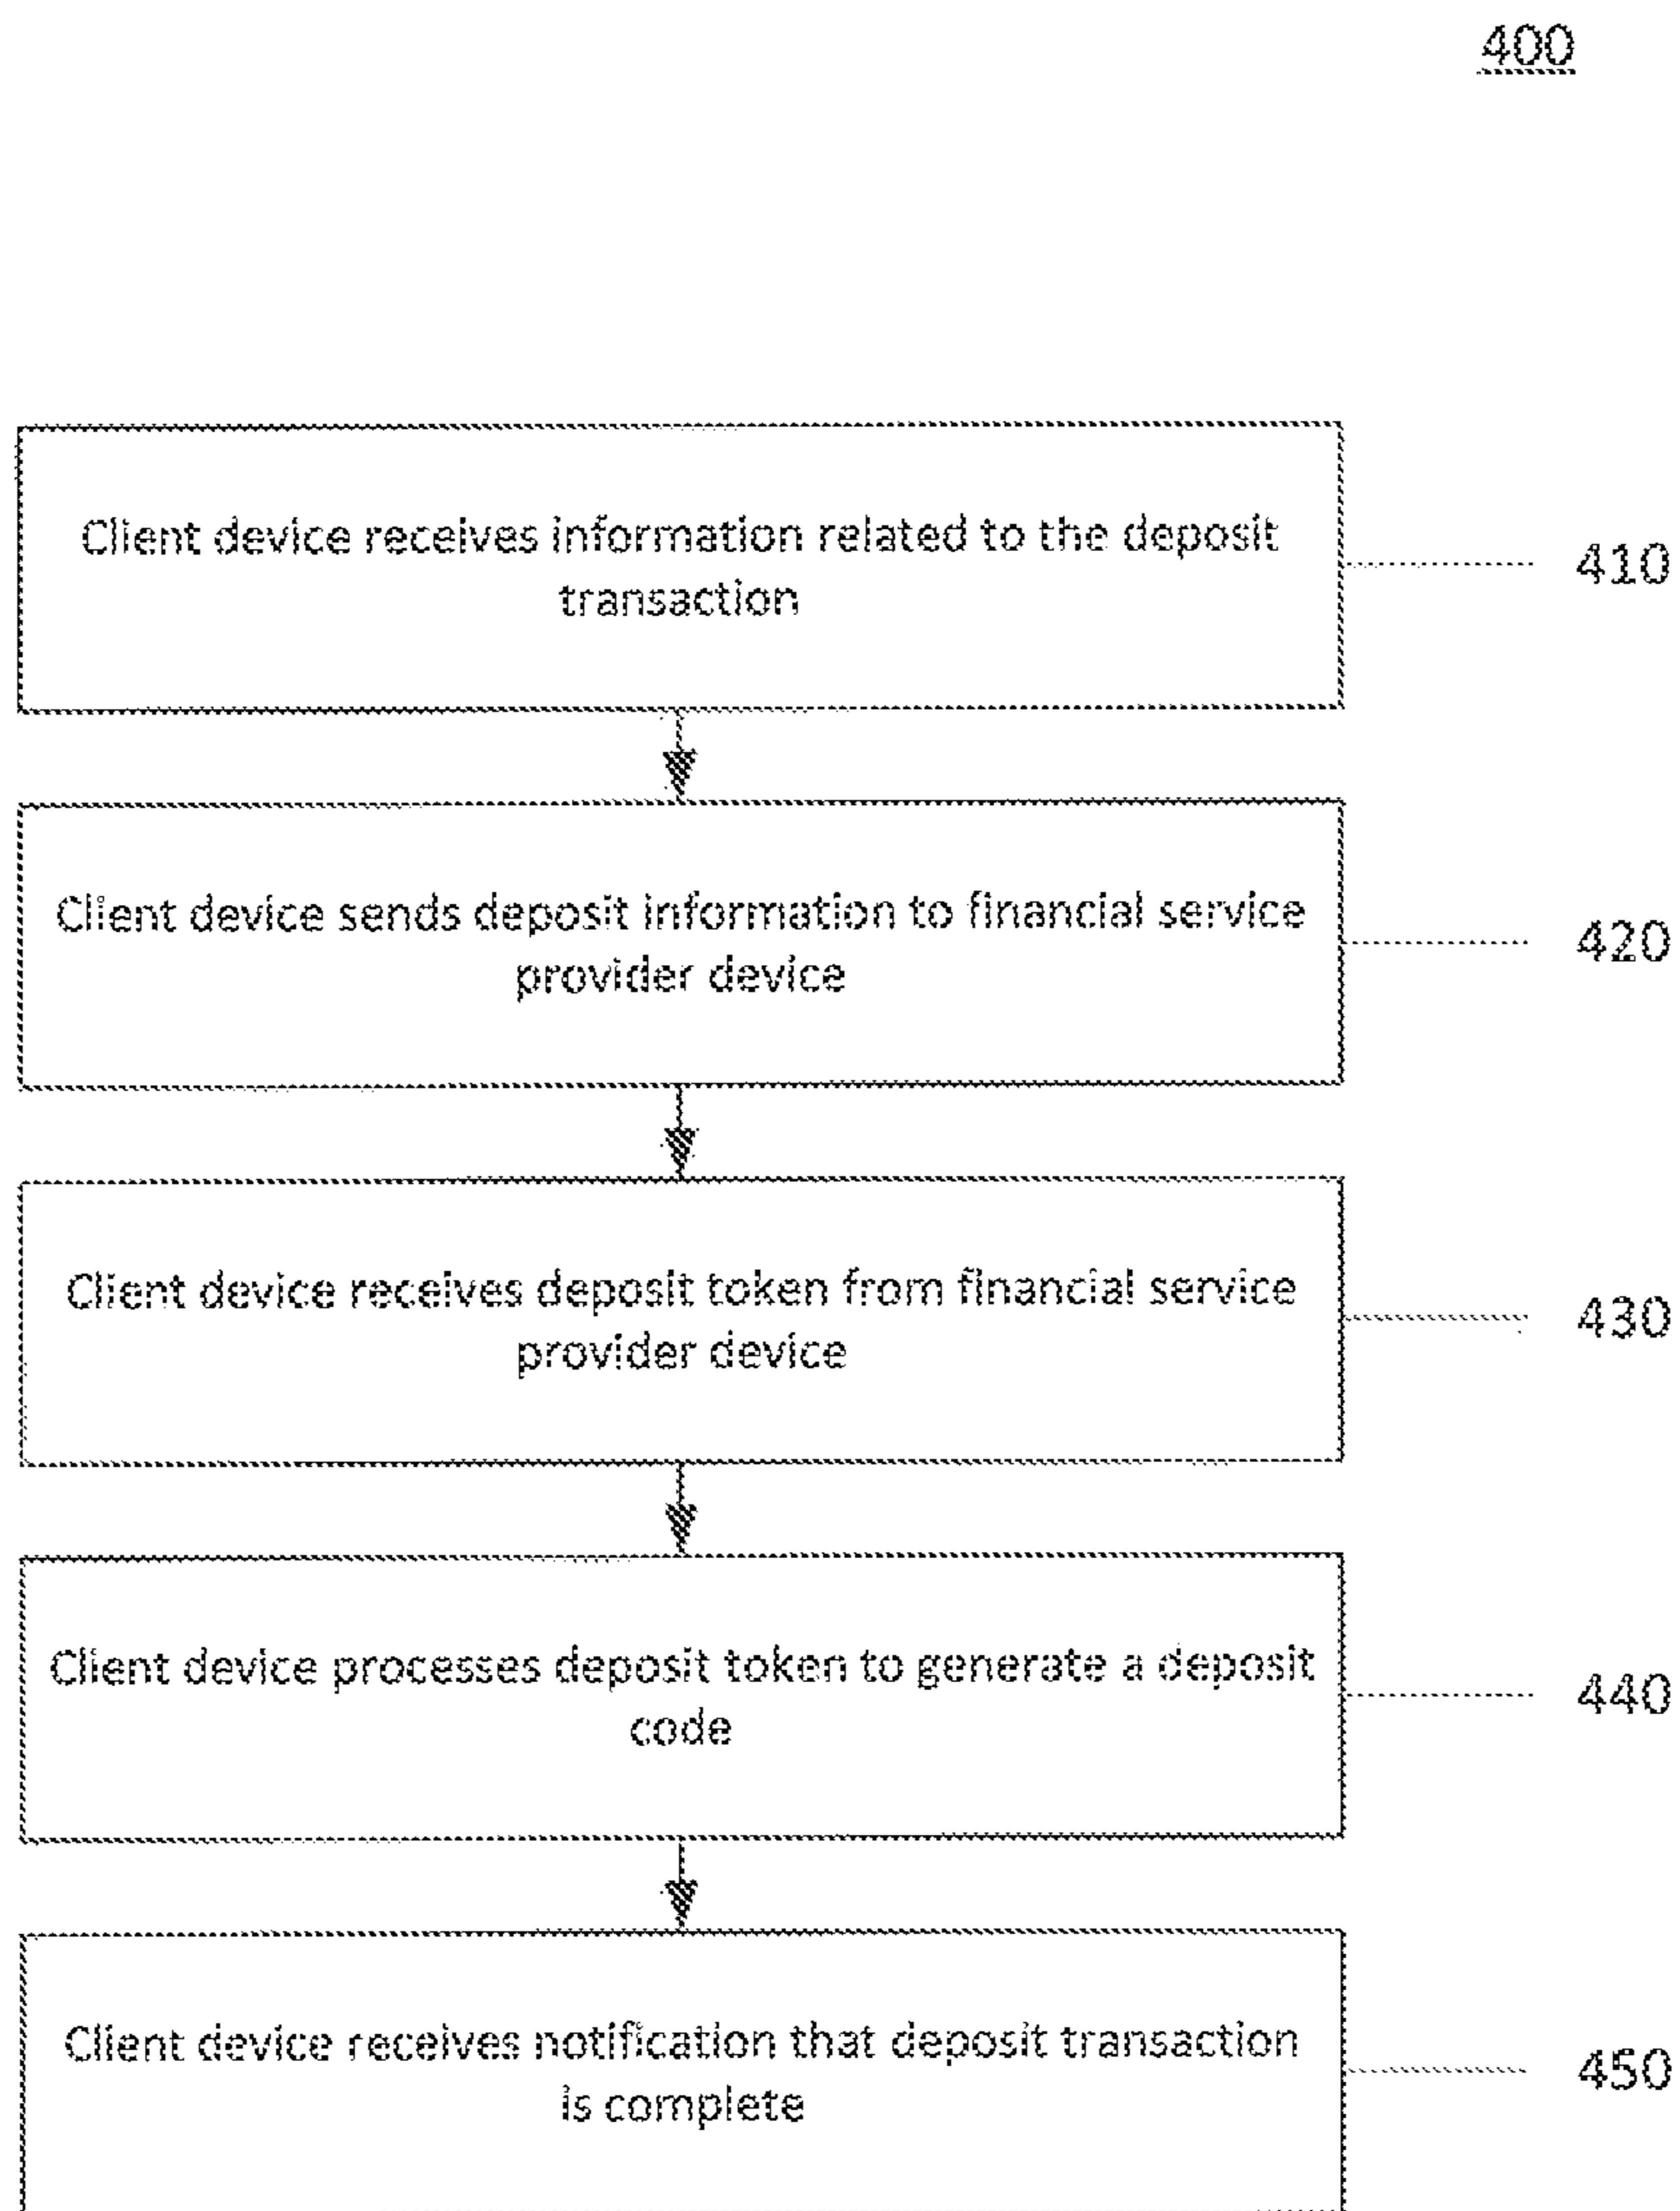 400
Client device receives information related to the deposit
transaction
410
Client device sends deposit information to financial service
provider device
420
Client device receives deposit token from financial service
provider device
430
Client device processes deposit token to generate a deposit
code
440
Client device receives notification that deposit transaction
is complete
450